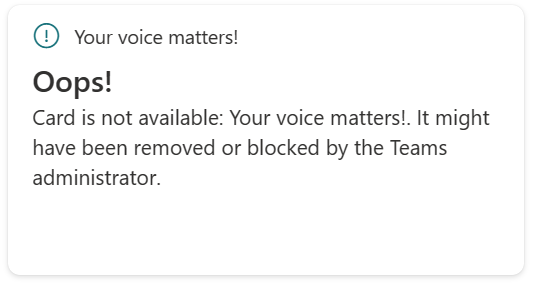 Your voice matters!
Oops!
Card is not available: Your voice matters!. It might
have been removed or blocked by the Teams
administrator.